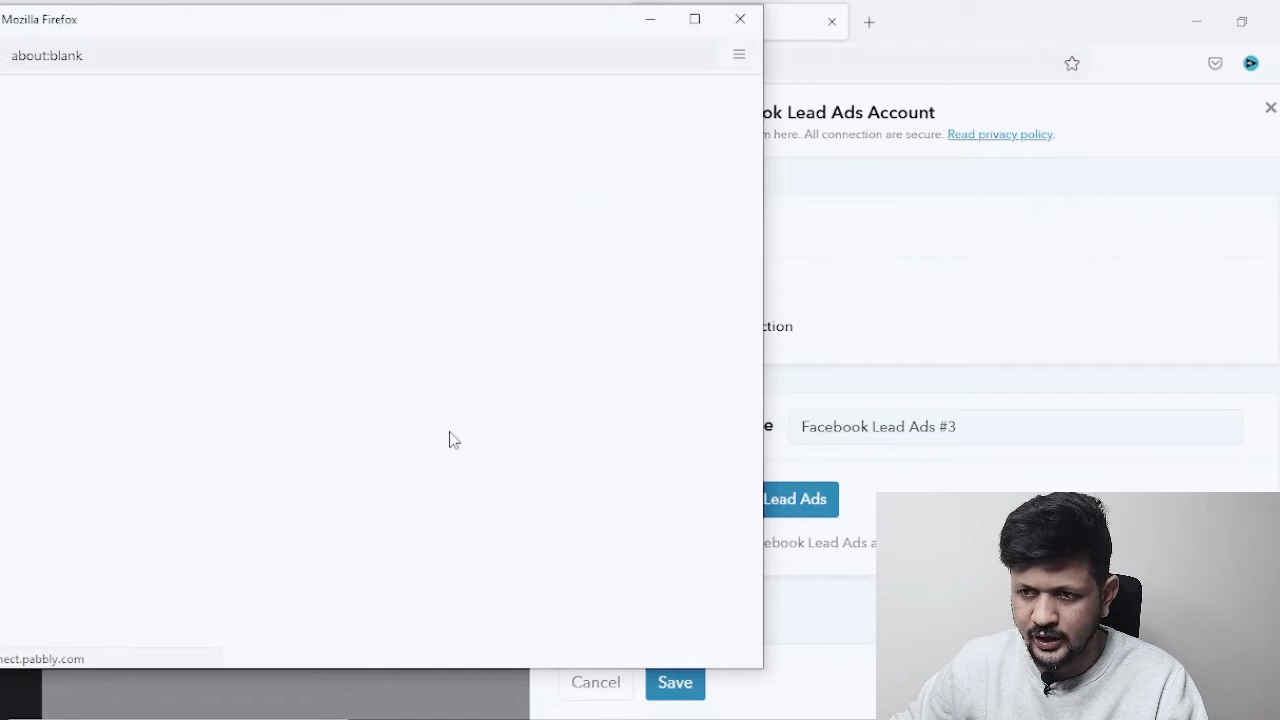 Mozilla Firefox
about:blank
ok Lead Ads Account
m here. All connection are secure. Read privacy policy.
ction
e
Facebook Lead Ads #3
Lead Ads
ebook Lead Ads a
nect.pabbly.com
Cancel
Save